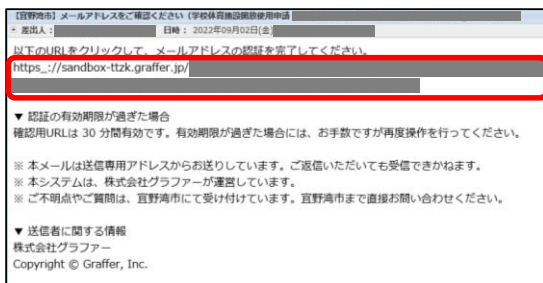 【宜野湾市】メールアドレスをご確認ください（学校体育施設開放使用申請
差出人： 日時： 2022年09月02日(金)
以下のURLをクリックして、メールアドレスの認証を完了してください。
https_://sandbox-ttzk.graffer.jp/
▼ 認証の有効期限が過ぎた場合
確認用URLは 30 分間有効です。有効期限が過ぎた場合には、お手数ですが再度操作を行ってください。
※ 本メールは送信専用アドレスからお送りしています。ご返信いただいても受信できかねます。
※ 本システムは、株式会社グラファーが運営しています。
※ ご不明点やご質問は、宜野湾市にて受け付けています。宜野湾市まで直接お問い合わせください。
▼ 送信者に関する情報
株式会社グラファー
Copyright © Graffer, Inc.